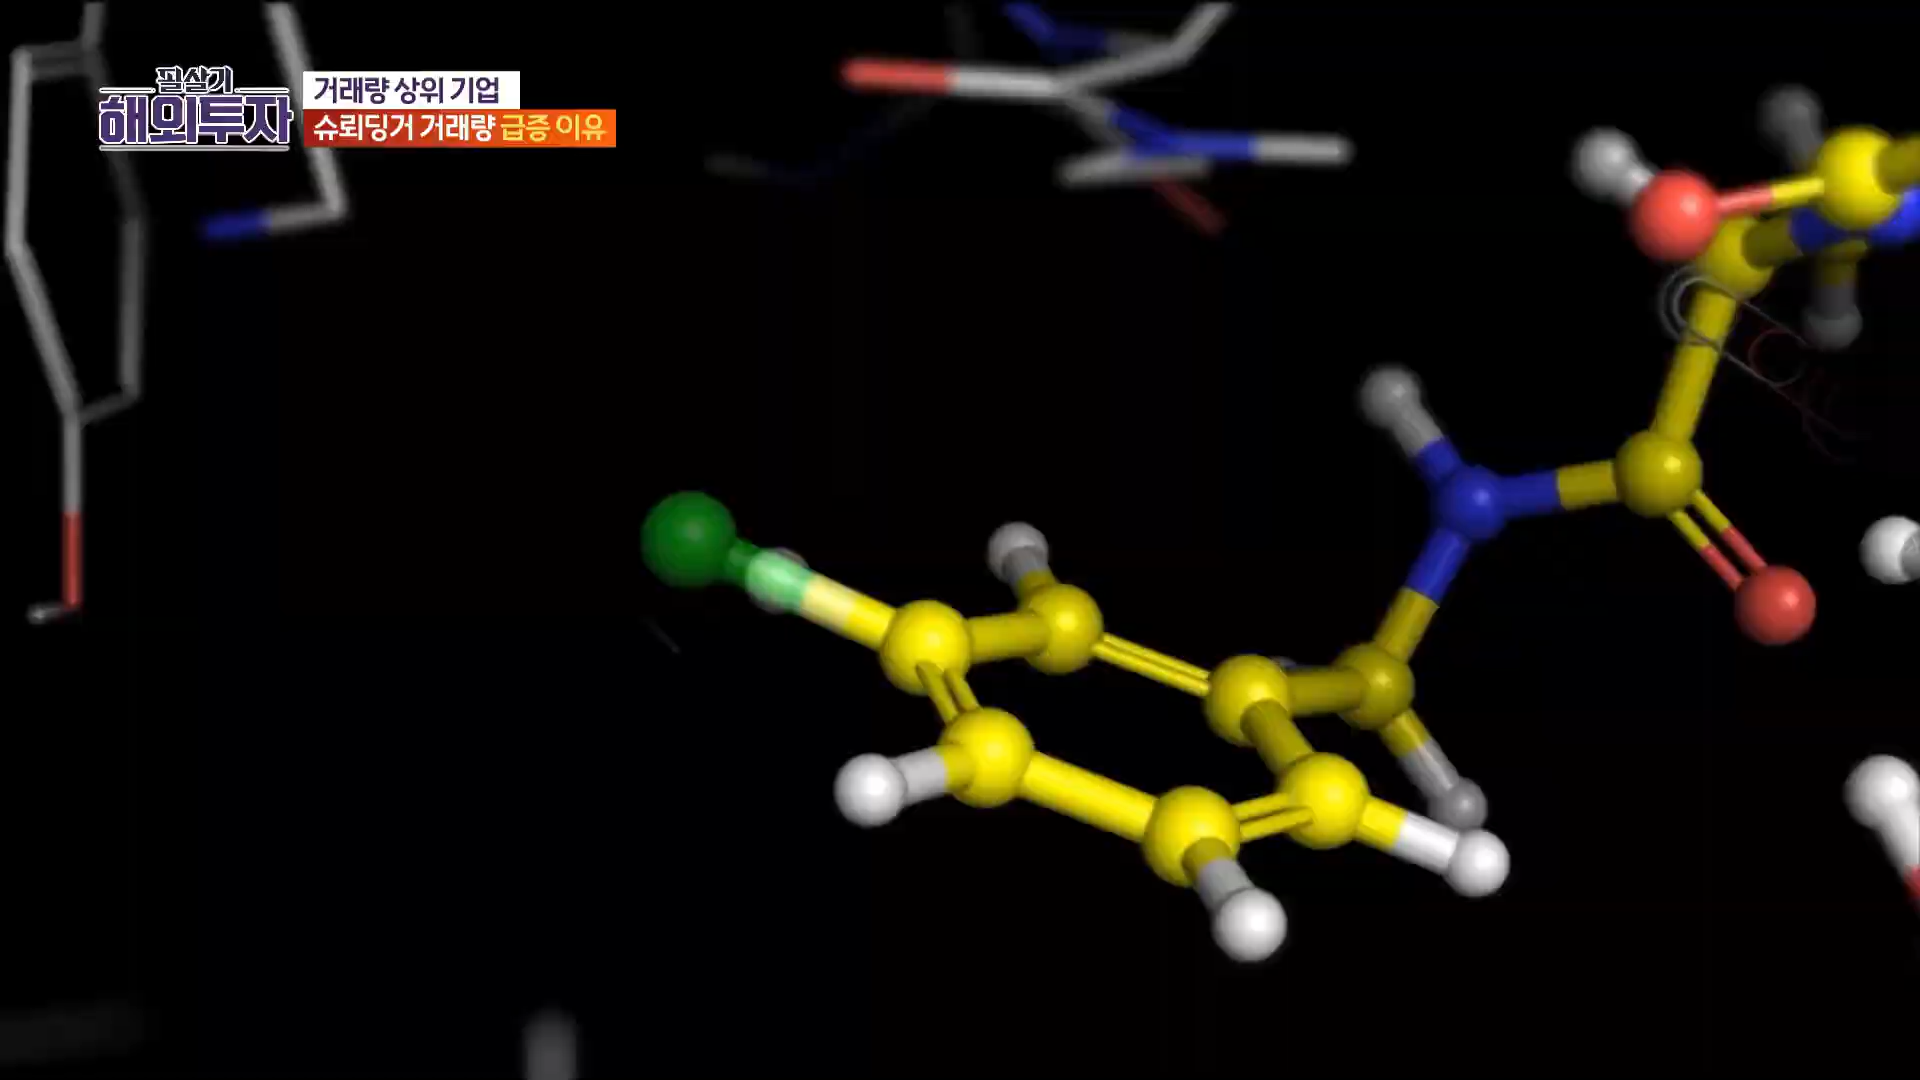 필살기
해외투자
거래량 상위 기업
슈뢰딩거 거래량 급증 이유